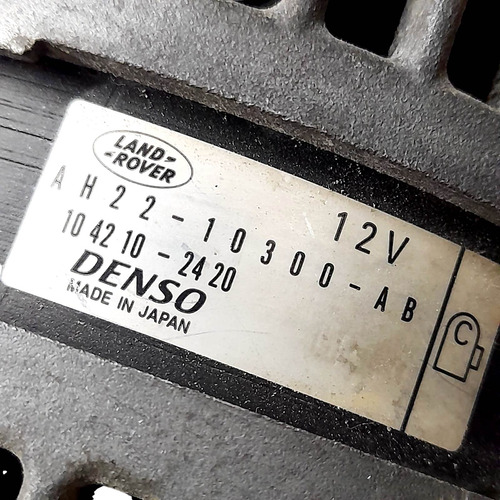 LAND-
-ROVER
12V
AH22-10300-AB
104210-2420
DENSO
MADE IN JAPAN
C